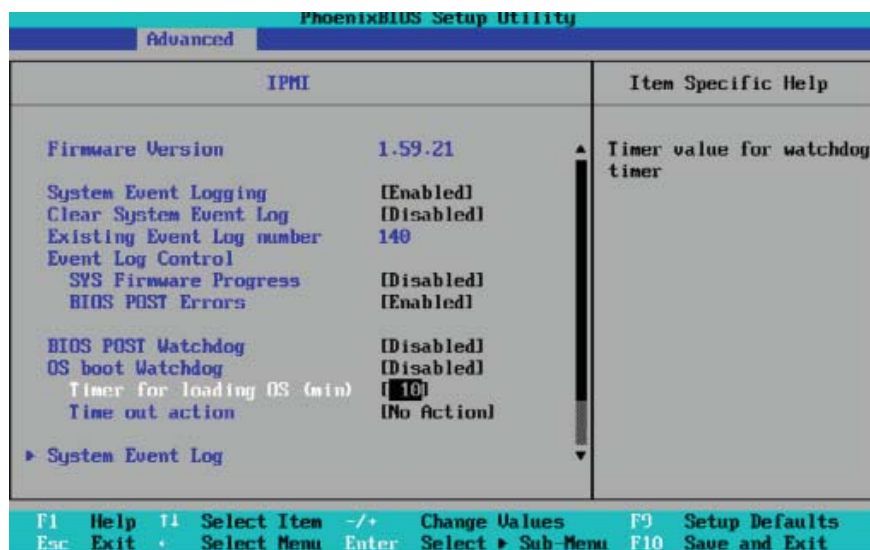 PhoenixBIOS Setup Utility
Advanced
IPMI
Item Specific Help
Firmware Version 1.59.21
Timer value for watchdog timer
System Event Logging [Enabled]
Clear System Event Log [Disabled]
Existing Event Log number 140
Event Log Control
SYS Firmware Progress [Disabled]
BIOS POST Errors [Enabled]
BIOS POST Watchdog [Disabled]
OS boot Watchdog [Disabled]
Timer for loading OS (min) [ 10]
Time out action [No Action]
▶ System Event Log
F1 Help ↑↓ Select Item -/+ Change Values F9 Setup Defaults
Esc Exit Select Menu Enter Select ▶ Sub-Menu F10 Save and Exit